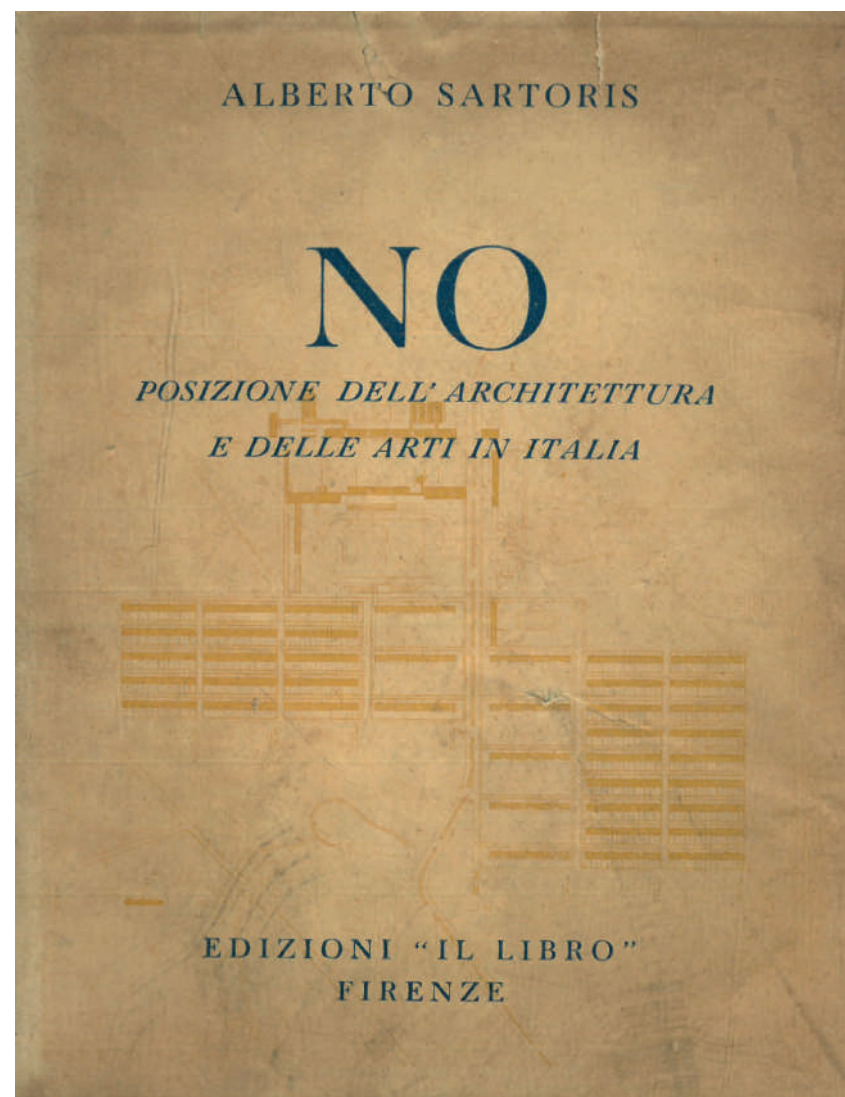 ALBERTO SARTORIS
NO
POSIZIONE DELL' ARCHITETTURA
E DELLE ARTI IN ITALIA
EDIZIONI “IL LIBRO”
FIRENZE